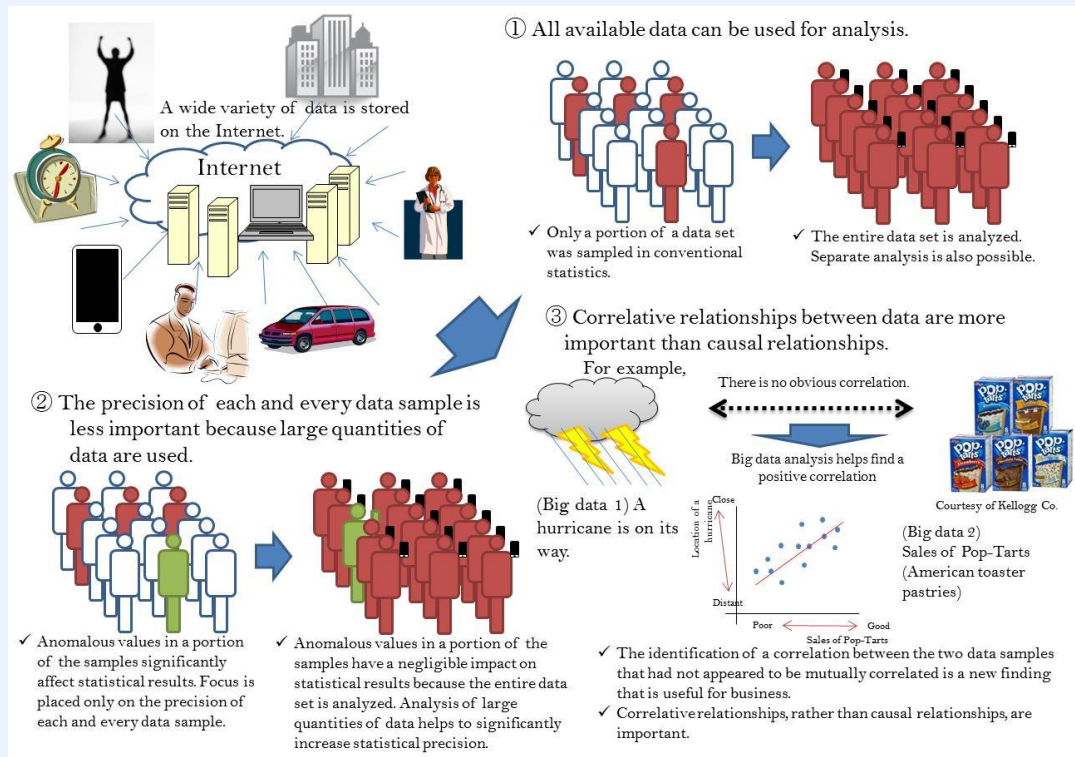 A wide variety of data is stored
on the Internet.
Internet
① All available data can be used for analysis.
✓ Only a portion of a data set
was sampled in conventional
statistics.
✓ The entire data set is analyzed.
Separate analysis is also possible.
② The precision of each and every data sample is
less important because large quantities of
data are used.
✓ Anomalous values in a portion
of the samples significantly
affect statistical results. Focus is
placed only on the precision of
each and every data sample.
✓ Anomalous values in a portion of the
samples have a negligible impact on
statistical results because the entire data
set is analyzed. Analysis of large
quantities of data helps to significantly
increase statistical precision.
③ Correlative relationships between data are more
important than causal relationships.
For example,
There is no obvious correlation.
Big data analysis helps find a
positive correlation
POP.
tarts
POP.
tarts
POP.
tarts
POP.
tarts
POP.
tarts
Courtesy of Kellogg Co.
(Big data 1) A
hurricane is on its
way.
Close
Location of a
hurricane
Distant
Poor
Good
Sales of Pop-Tarts
(Big data 2)
Sales of Pop-Tarts
(American toaster
pastries)
✓ The identification of a correlation between the two data samples
that had not appeared to be mutually correlated is a new finding
that is useful for business.
✓ Correlative relationships, rather than causal relationships, are
important.